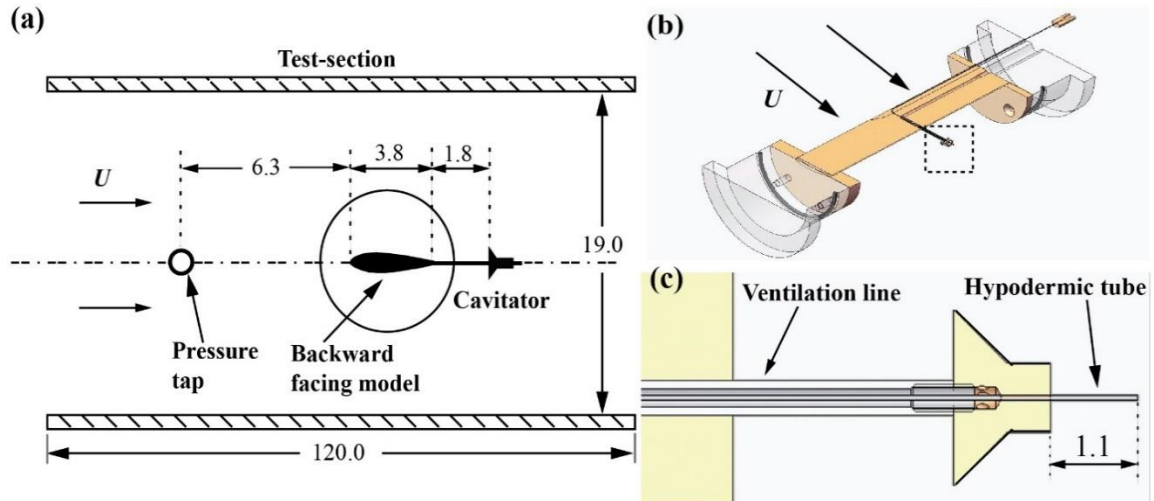 (a)
Test-section
U
6.3
3.8
1.8
19.0
Cavitator
Pressure
tap
Backward
facing model
120.0
(b)
U
(c)
Ventilation line
Hypodermic tube
1.1